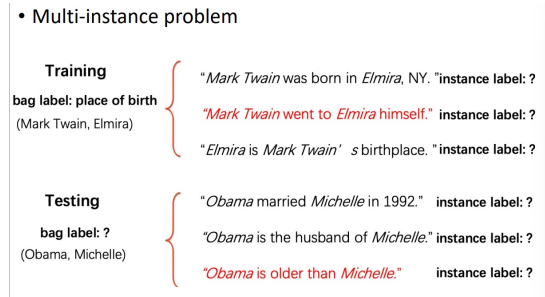 • Multi-instance problem
Training
bag label: place of birth
(Mark Twain, Elmira)
“Mark Twain was born in Elmira, NY. ”instance label: ?
“Mark Twain went to Elmira himself.” instance label: ?
“Elmira is Mark Twain’ s birthplace. ”instance label: ?
Testing
bag label: ?
(Obama, Michelle)
“Obama married Michelle in 1992.” instance label: ?
“Obama is the husband of Michelle.” instance label: ?
“Obama is older than Michelle.” instance label: ?